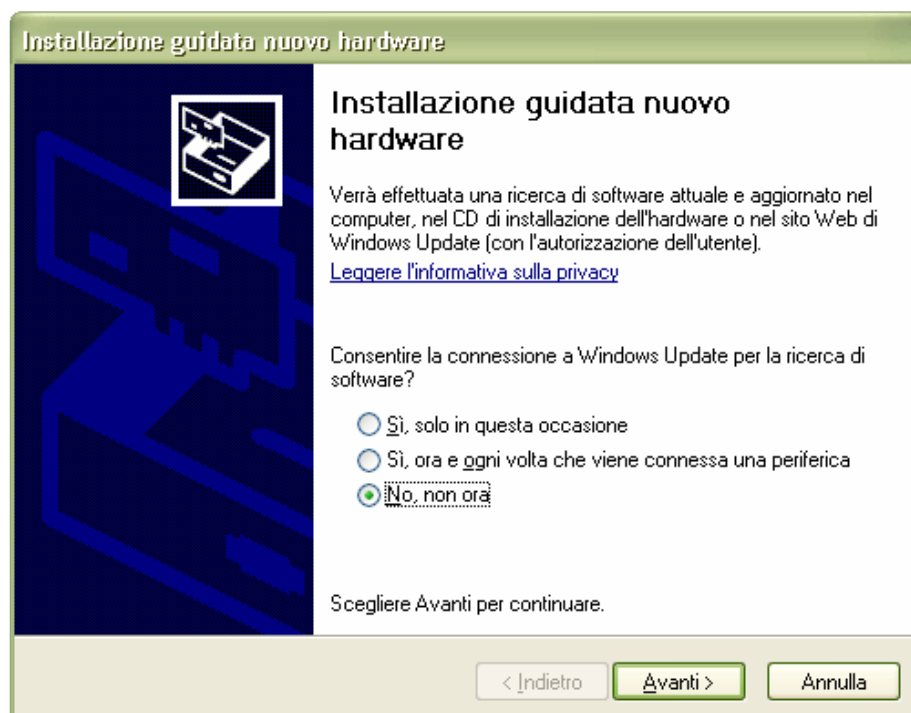 Installazione guidata nuovo hardware
Installazione guidata nuovo
hardware
Verrà effettuata una ricerca di software attuale e aggiornato nel
computer, nel CD di installazione dell'hardware o nel sito Web di
Windows Update (con l'autorizzazione dell'utente).
Leggere l'informativa sulla privacy
Consentire la connessione a Windows Update per la ricerca di
software?
Sì, solo in questa occasione
Sì, ora e ogni volta che viene connessa una periferica
No, non ora
Scegliere Avanti per continuare.
< Indietro
Avanti >
Annulla